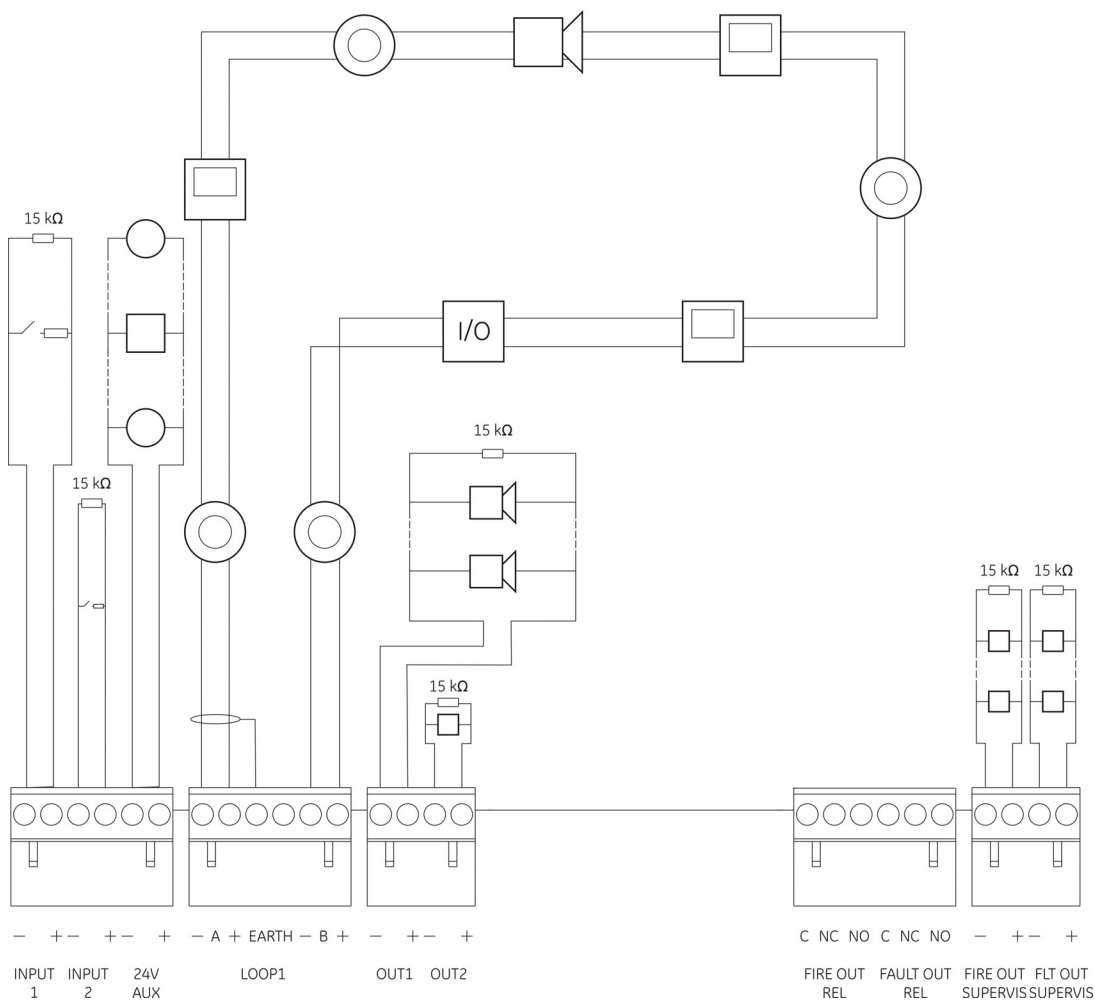 15 kΩ
I/O
15 kΩ
15 kΩ
15 kΩ 15 kΩ
15 kΩ
− + − + − + − A + EARTH − B + − + − + C NC NO C NC NO − + − +
INPUT 1
INPUT 2
24V AUX
LOOP1
OUT1
OUT2
FIRE OUT REL
FAULT OUT REL
FIRE OUT SUPERVIS
FLT OUT SUPERVIS